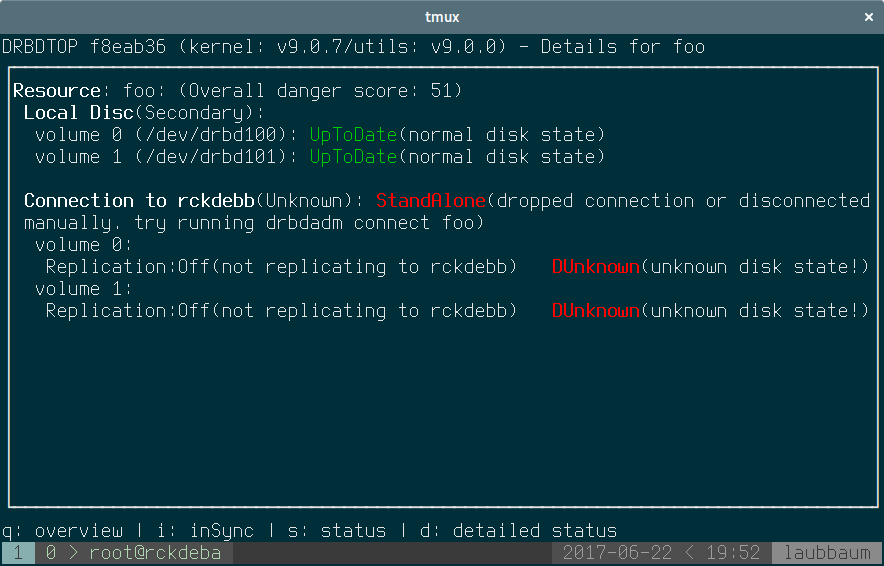 tmux
×
DRBDTOP f8eab36 (kernel: v9.0.7/utils: v9.0.0) - Details for foo
Resource: foo: (Overall danger score: 51)
Local Disc(Secondary):
volume 0 (/dev/drbd100): UpToDate(normal disk state)
volume 1 (/dev/drbd101): UpToDate(normal disk state)
Connection to rckdebb(Unknown): StandAlone(dropped connection or disconnected
manually. try running drbdadm connect foo)
volume 0:
Replication:Off(not replicating to rckdebb) DUnknown(unknown disk state!)
volume 1:
Replication:Off(not replicating to rckdebb) DUnknown(unknown disk state!)
q: overview | i: inSync | s: status | d: detailed status
1 0 > root@rckdeba 2017-06-22 < 19:52 laubbaum